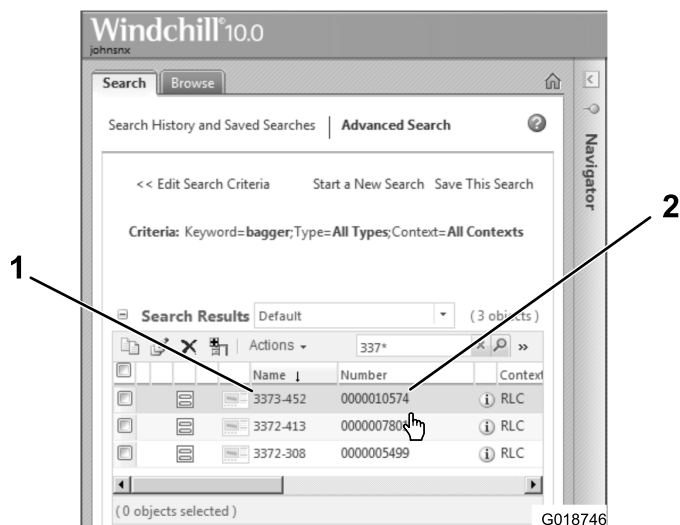 Windchill® 10.0
johnsnx
Search Browse
Search History and Saved Searches | Advanced Search
Navigator
<< Edit Search Criteria Start a New Search Save This Search
2
Criteria: Keyword=bagger;Type=All Types;Context=All Contexts
1
Search Results Default (3 objects)
Actions 337* »
Name ↓ Number Context
3373-452 0000010574 RLC
3372-413 000000780 RLC
3372-308 0000005499 RLC
(0 objects selected)
G018746